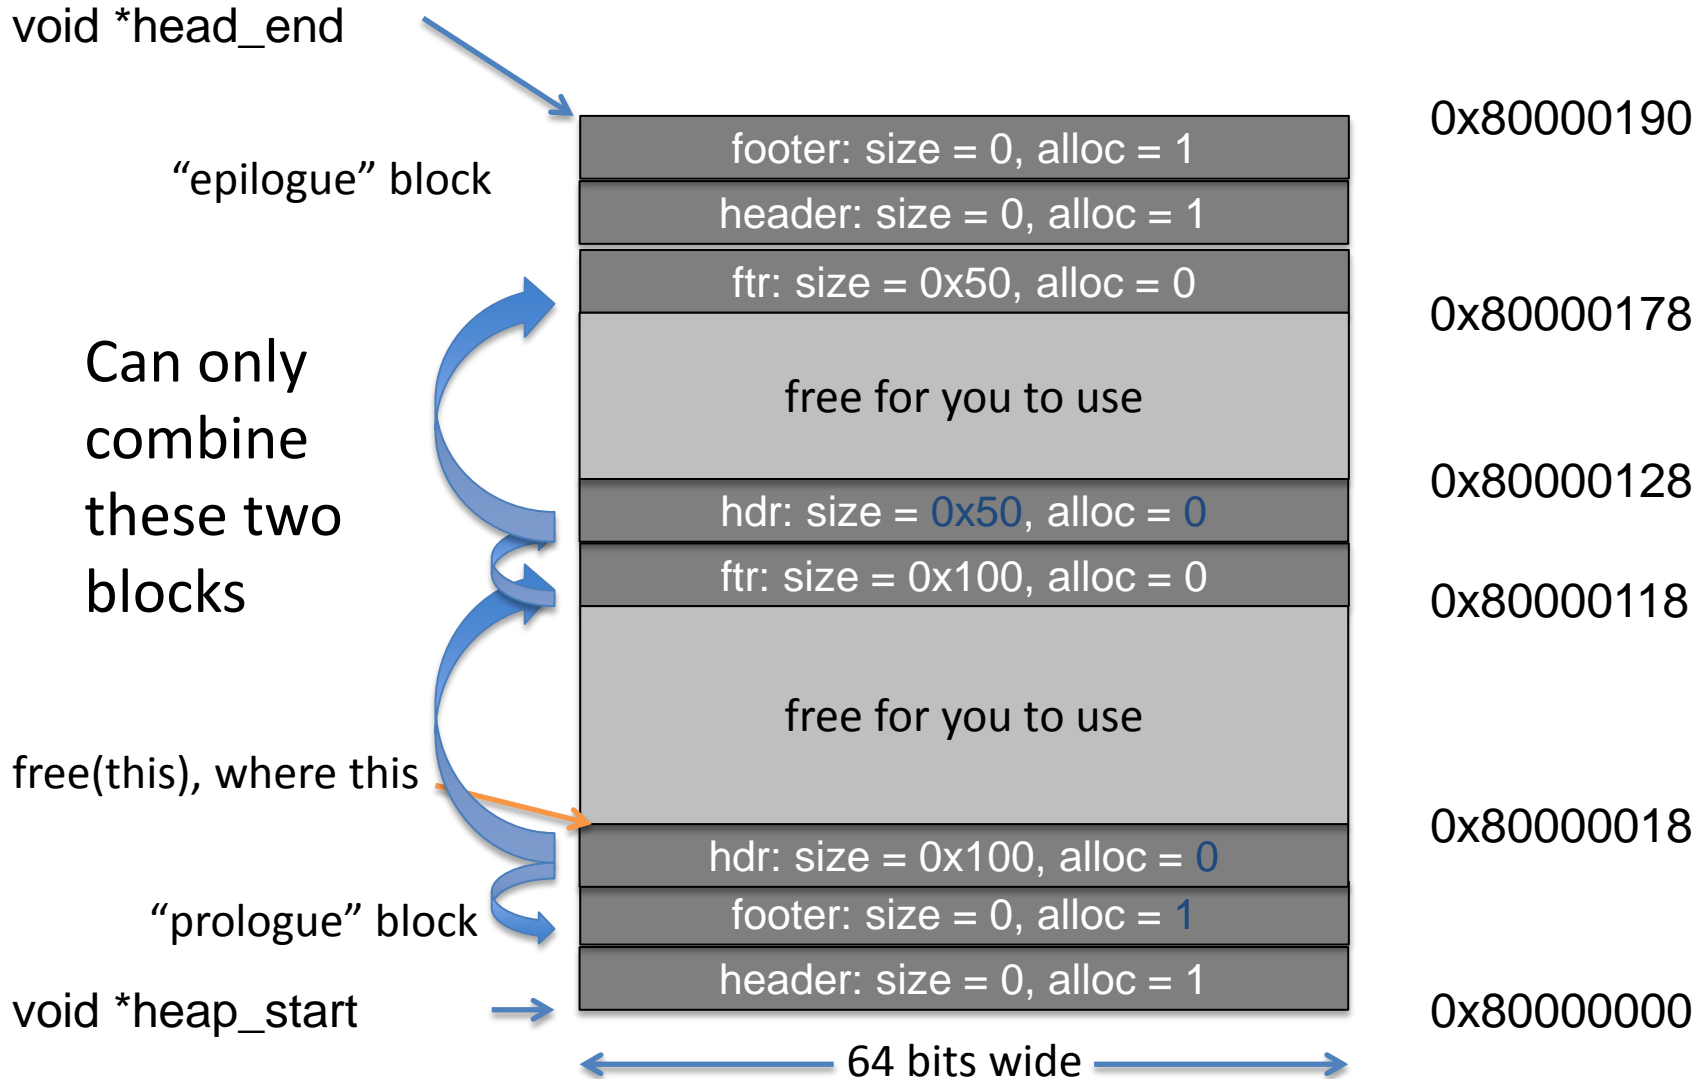 void *head_end
0x80000190
footer: size = 0, alloc = 1
“epilogue” block
header: size = 0, alloc = 1
ftr: size = 0x50, alloc = 0
0x80000178
Can only
combine
these two
blocks
free for you to use
0x80000128
hdr: size = 0x50, alloc = 0
ftr: size = 0x100, alloc = 0
0x80000118
free for you to use
free(this), where this
0x80000018
hdr: size = 0x100, alloc = 0
“prologue” block
footer: size = 0, alloc = 1
header: size = 0, alloc = 1
void *heap_start
0x80000000
64 bits wide